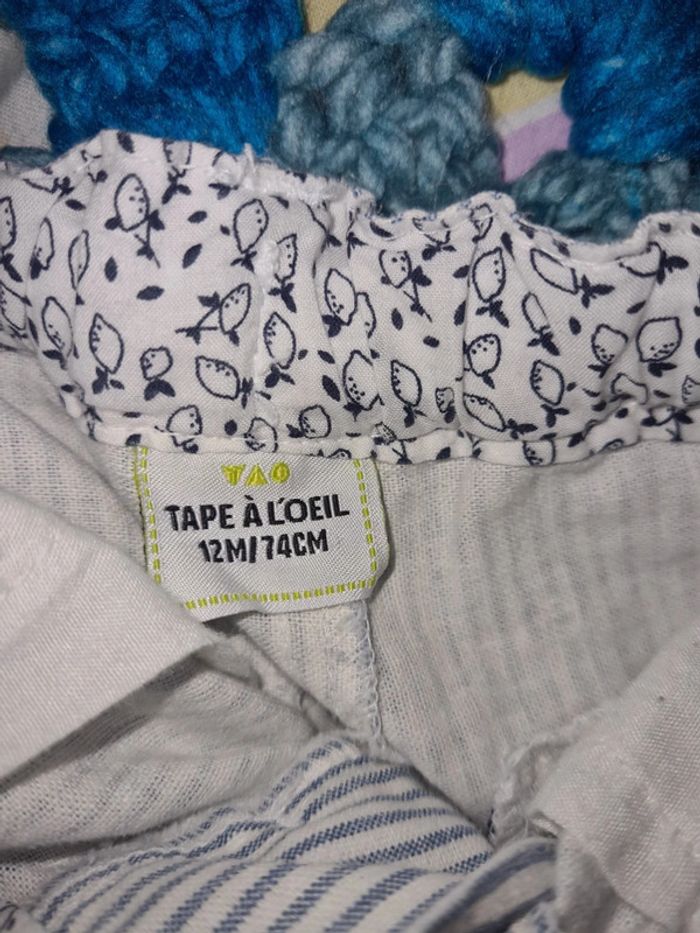 TAO
TAPE À L'OEIL
12M/74CM